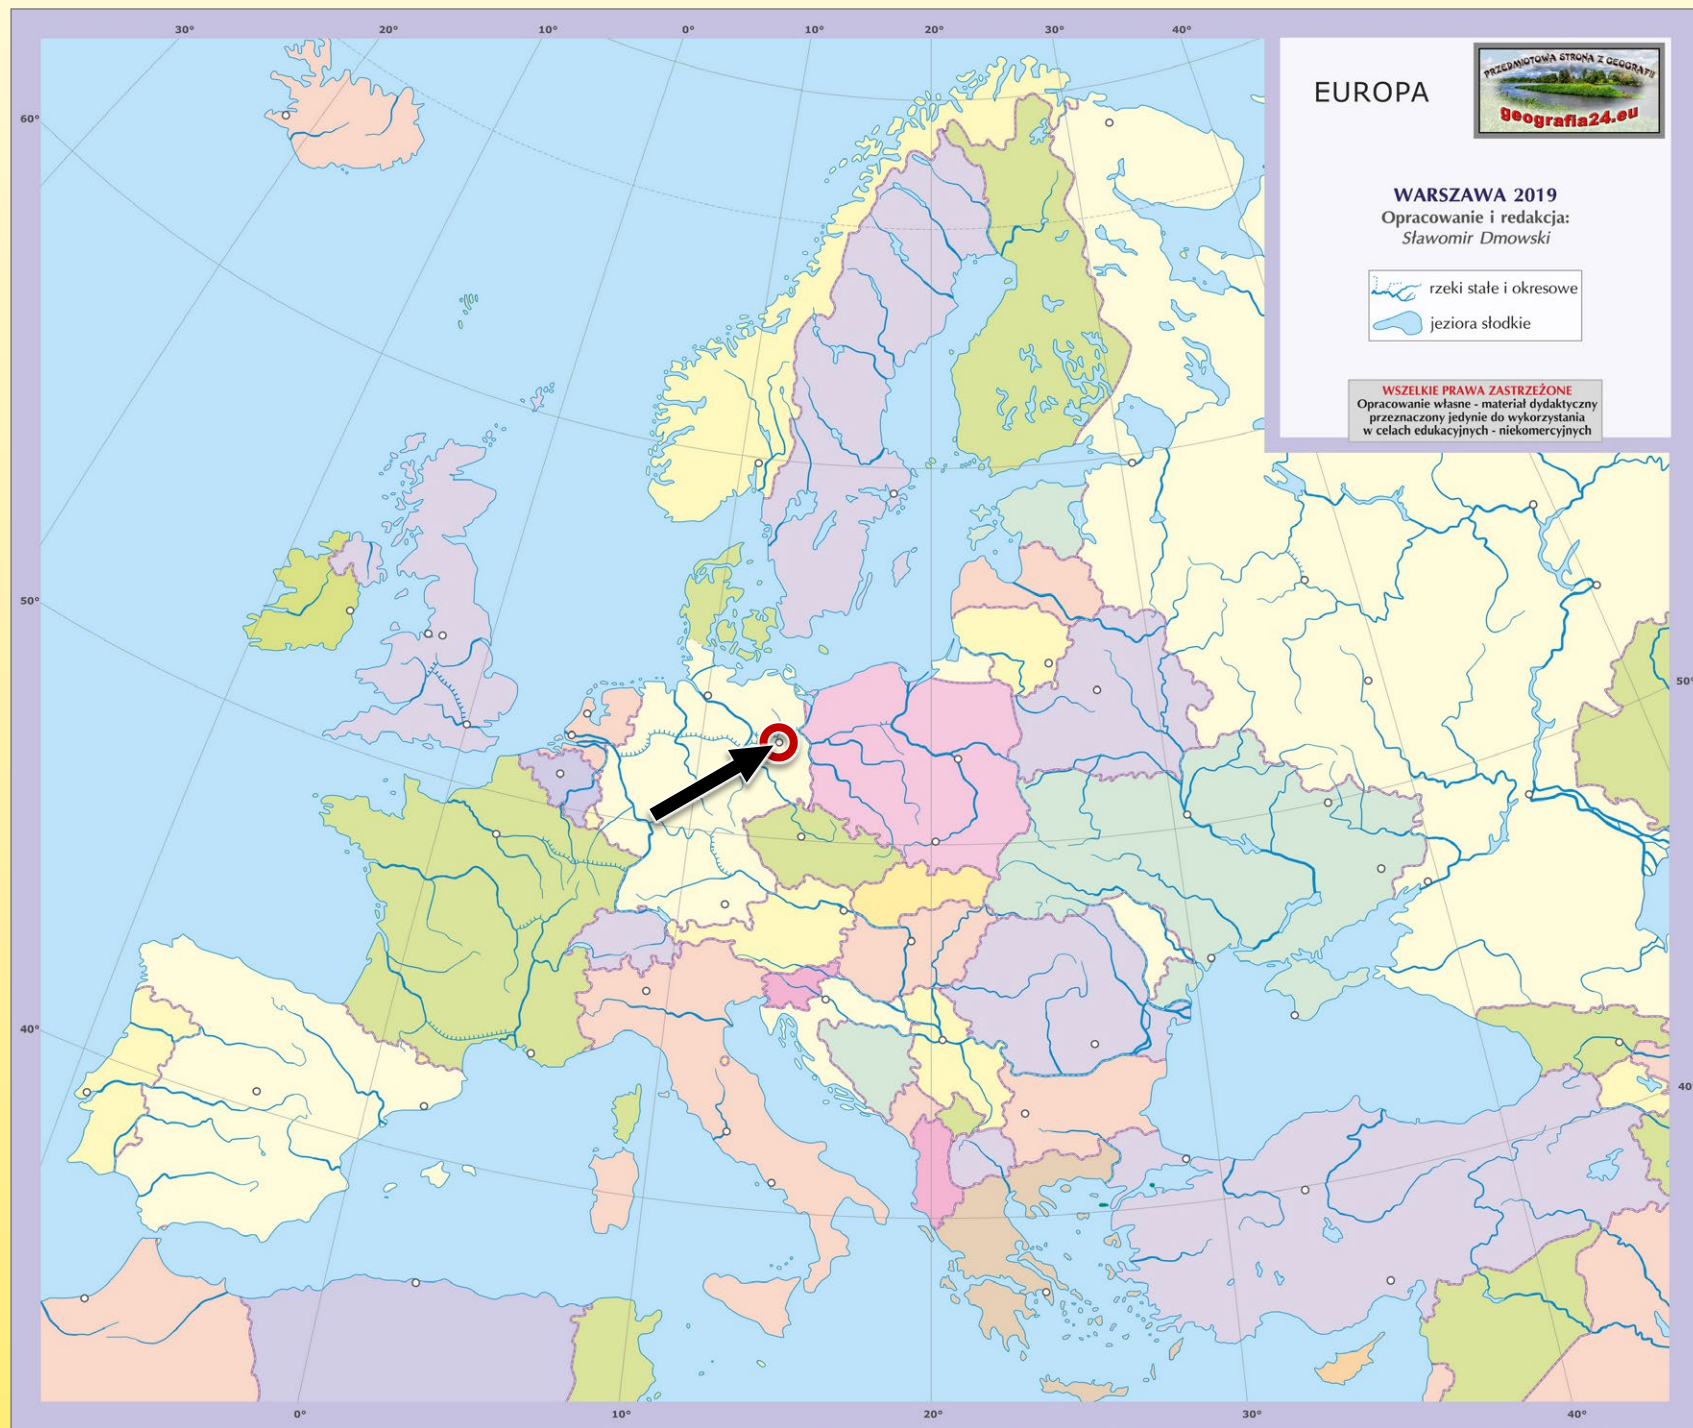 30°
20°
10°
0°
10°
20°
30°
40°
60°
50°
40°
50°
40°
0°
10°
20°
30°
40°
EUROPA
PRZEDMIOTOWA STRONA Z GEOGRAFII
geografia24.eu
WARSZAWA 2019
Opracowanie i redakcja:
Sławomir Dmowski
rzeki stałe i okresowe
jeziora słodkie
WSZELKIE PRAWA ZASTRZEŻONE
Opracowanie własne - materiał dydaktyczny
przeznaczony jedynie do wykorzystania
w celach edukacyjnych - niekomercyjnych